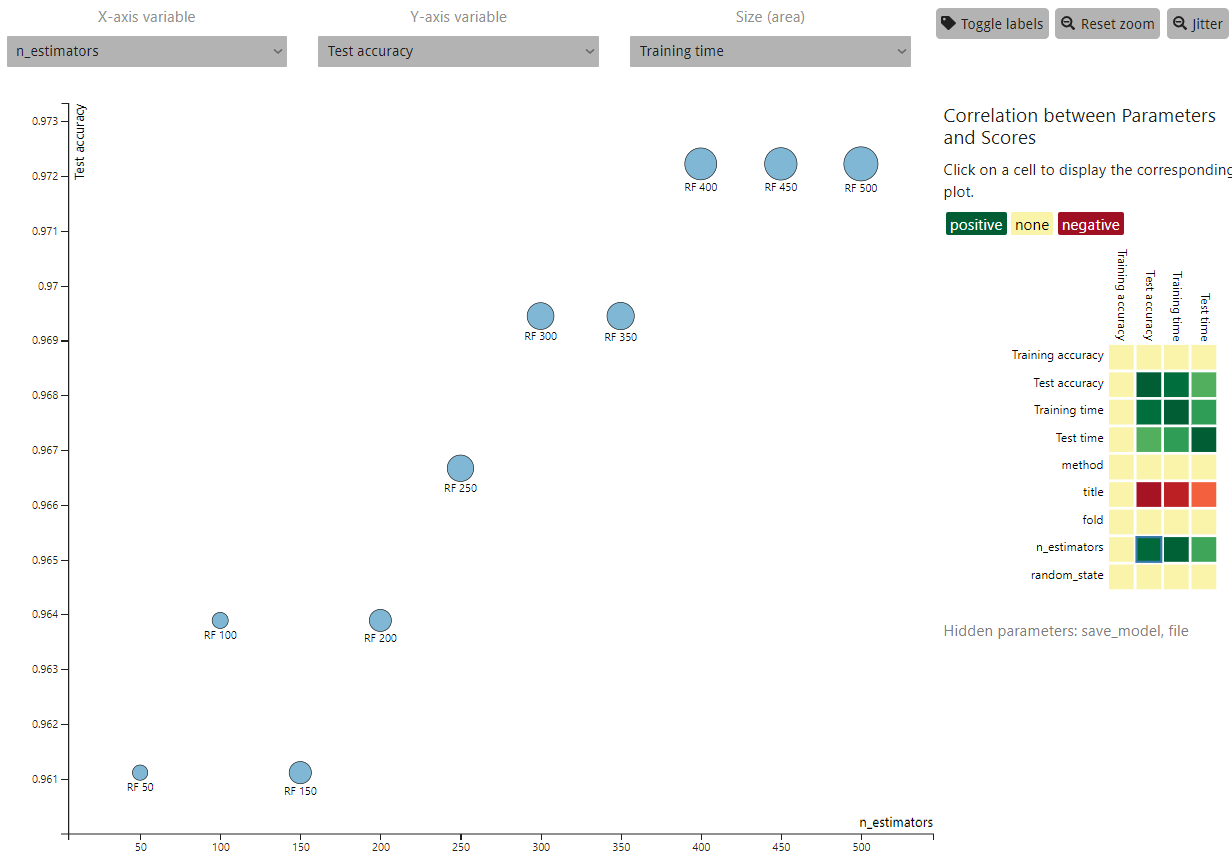 X-axis variable
Y-axis variable
Size (area)
n_estimators
Test accuracy
Training time
Toggle labels
Reset zoom
Jitter
Test accuracy
0.973
0.972
0.971
0.97
0.969
0.968
0.967
0.966
0.965
0.964
0.963
0.962
0.961
RF 400
RF 450
RF 500
RF 300
RF 350
RF 250
RF 100
RF 200
RF 50
RF 150
n_estimators
50
100
150
200
250
300
350
400
450
500
Correlation between Parameters
and Scores
Click on a cell to display the corresponding
plot.
positive none negative
Training accuracy
Test accuracy
Training time
Test time
Training accuracy
Test accuracy
Training time
Test time
method
title
fold
n_estimators
random_state
Hidden parameters: save_model, file